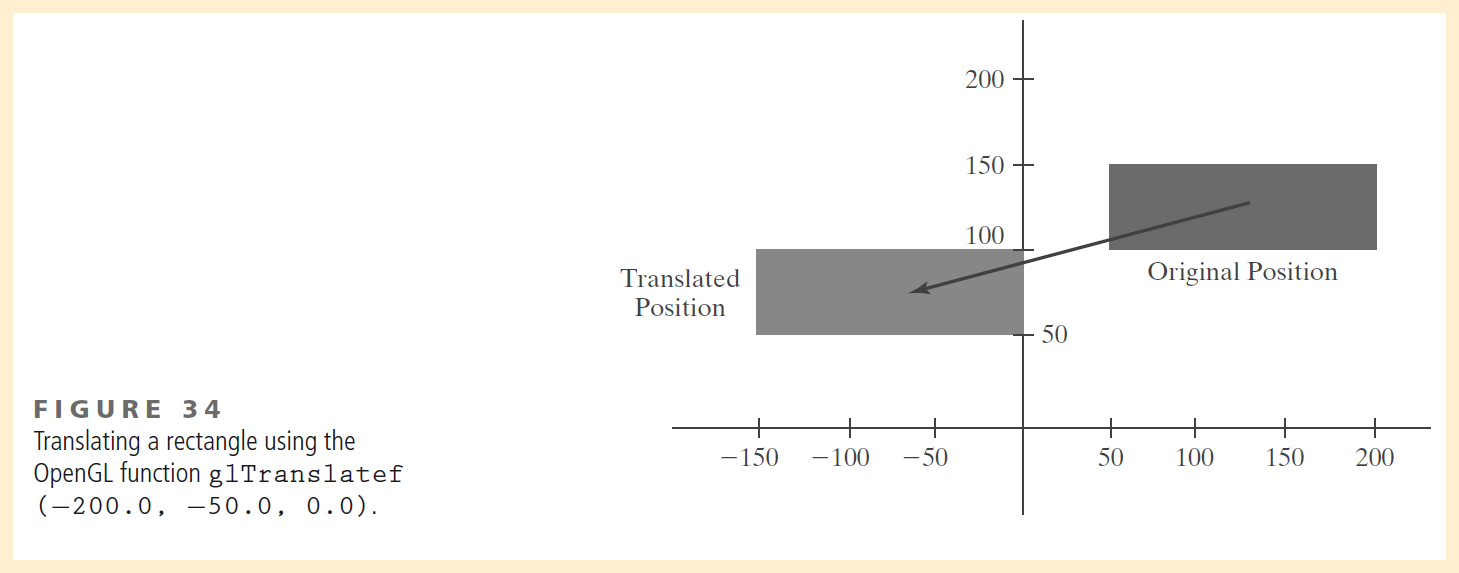 200
150
100
Translated
Position
Original Position
50
−150 −100 −50 50 100 150 200
FIGURE 34
Translating a rectangle using the
OpenGL function glTranslatef
(−200.0, −50.0, 0.0).